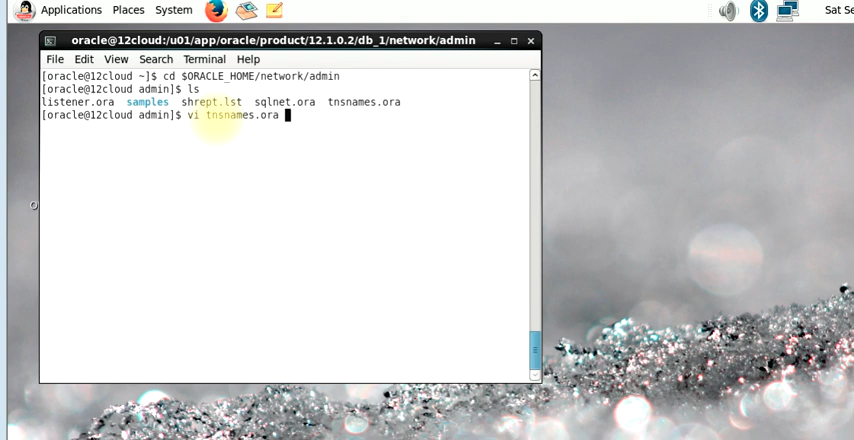 Applications Places System Sat Se
oracle@12cloud:/u01/app/oracle/product/12.1.0.2/db_1/network/admin
File Edit View Search Terminal Help
[oracle@12cloud ~]$ cd $ORACLE_HOME/network/admin
[oracle@12cloud admin]$ ls
listener.ora samples shrept.lst sqlnet.ora tnsnames.ora
[oracle@12cloud admin]$ vi tnsnames.ora